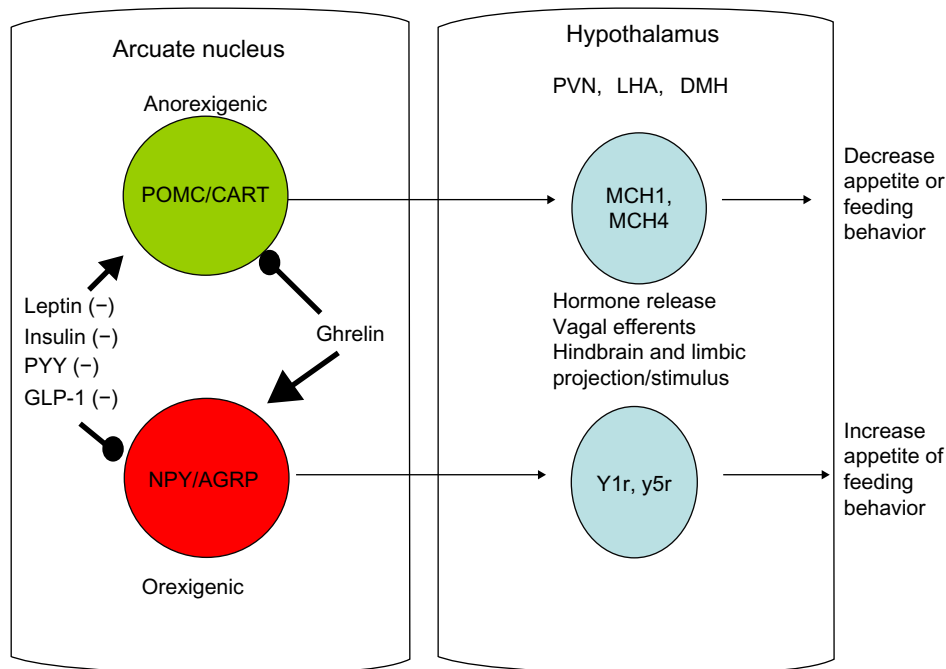 Arcuate nucleus
Anorexigenic
POMC/CART
Leptin (−)
Insulin (−)
PYY (−)
GLP-1 (−)
Ghrelin
NPY/AGRP
Orexigenic
Hypothalamus
PVN, LHA, DMH
MCH1,
MCH4
Hormone release
Vagal efferents
Hindbrain and limbic
projection/stimulus
Y1r, y5r
Decrease
appetite or
feeding
behavior
Increase
appetite of
feeding
behavior